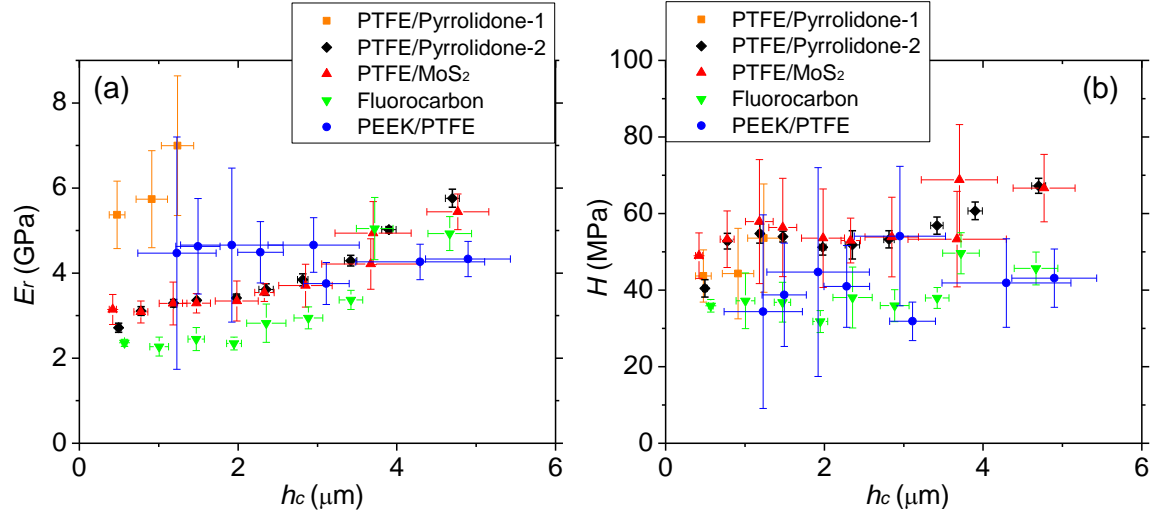 PTFE/Pyrrolidone-1
PTFE/Pyrrolidone-2
PTFE/MoS₂
Fluorocarbon
PEEK/PTFE
(a)
8
6
4
2
0
Er (GPa)
0 2 4 6
hc (μm)
PTFE/Pyrrolidone-1
PTFE/Pyrrolidone-2
PTFE/MoS₂
Fluorocarbon
PEEK/PTFE
(b)
100
80
60
40
20
0
H (MPa)
0 2 4 6
hc (μm)